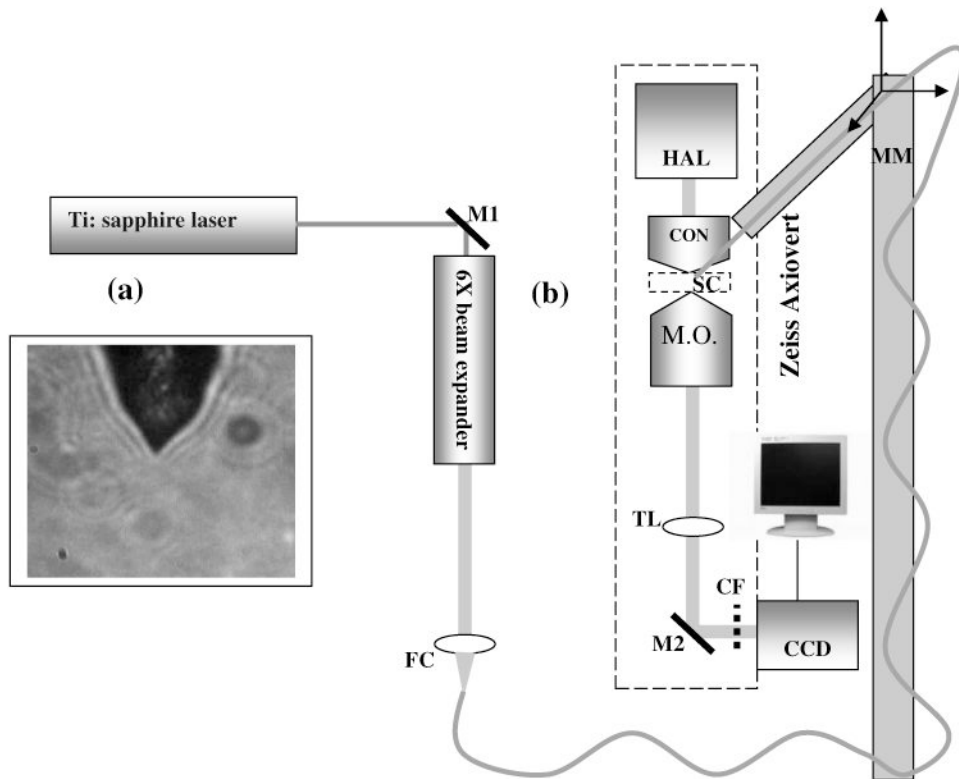 HAL
MM
Ti: sapphire laser
M1
CON
(a)
6X beam expander
(b)
SC
Zeiss Axiovert
M.O.
TL
CF
FC
M2
CCD